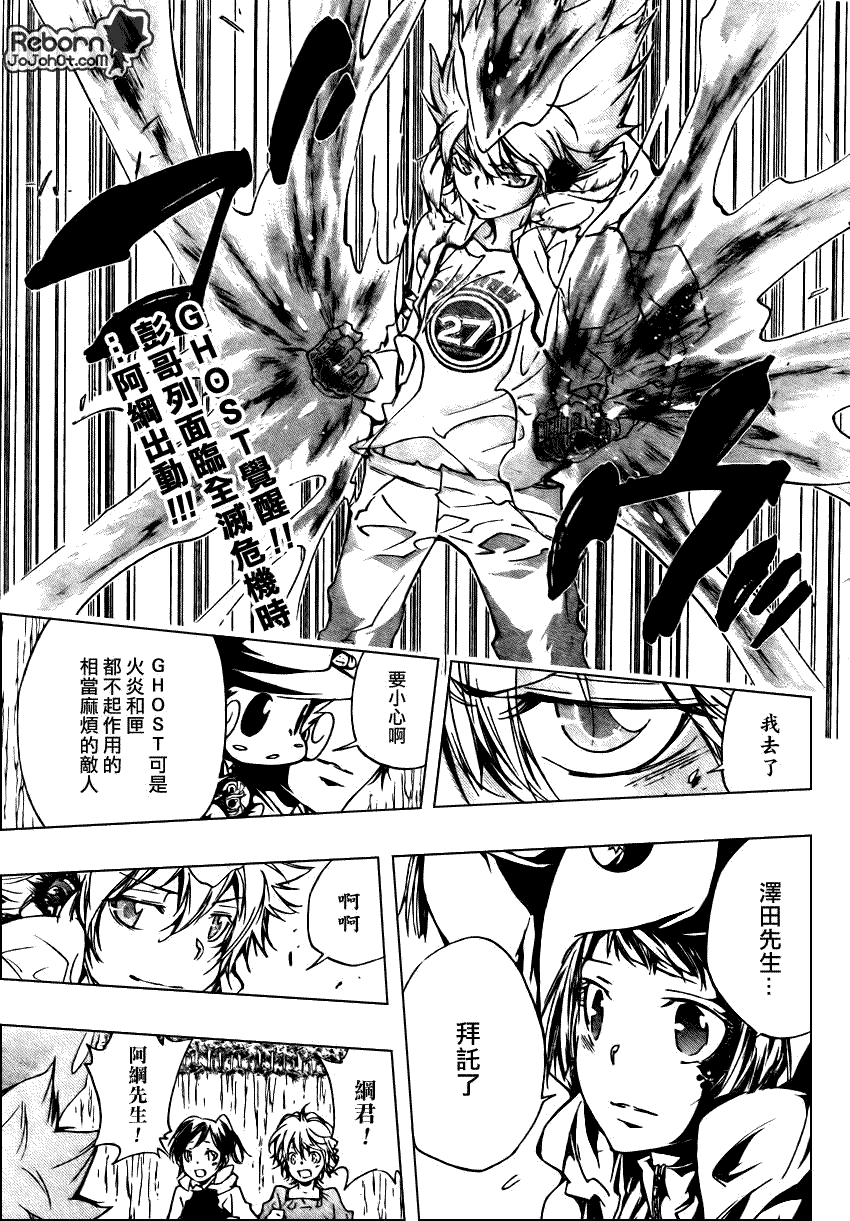 Reborn
JoJoHOt.com
GHOST覺醒!!
彭哥列面臨全滅危機時
…阿綱出動!!!
我去了
要小心啊
GHOST可是
火炎和匣
都不起作用的
相當麻煩的敵人
澤田先生…
拜託了
啊啊
綱君!
阿綱先生!